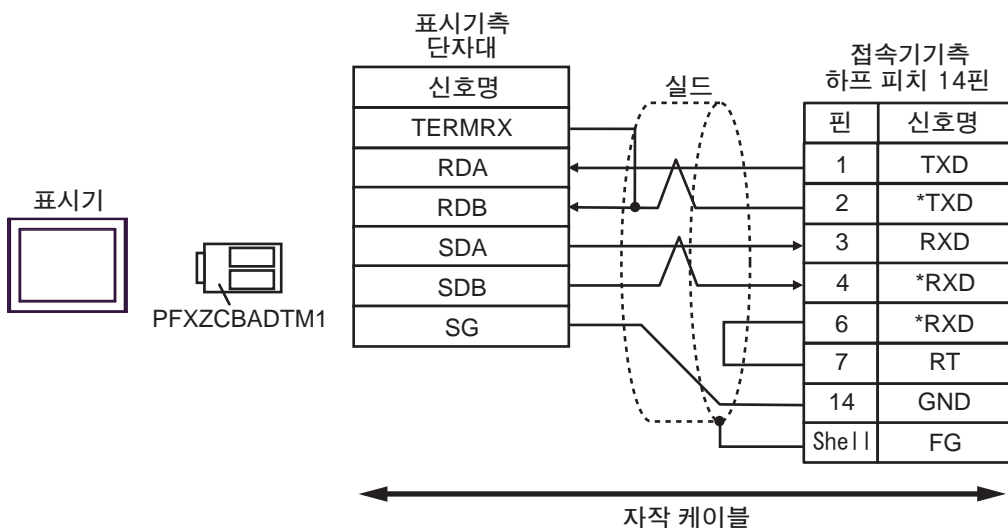 표시기
PFXZCBADTM1
표시기측
단자대
신호명
TERMRX
RDA
RDB
SDA
SDB
SG
실드
접속기기측
하프 피치 14핀
핀 신호명
1 TXD
2 *TXD
3 RXD
4 *RXD
6 *RXD
7 RT
14 GND
Shell FG
자작 케이블